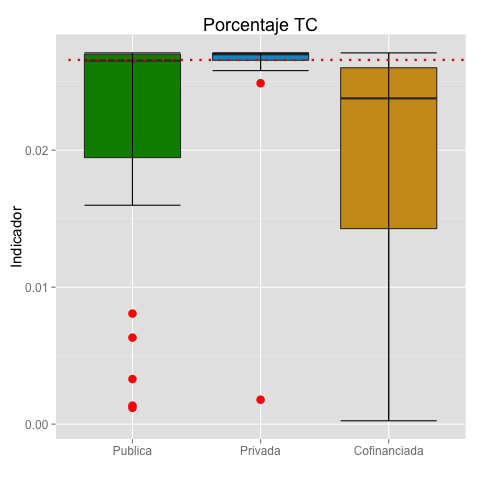 Porcentaje TC
Indicador
0.02
0.01
0.00
Publica
Privada
Cofinanciada